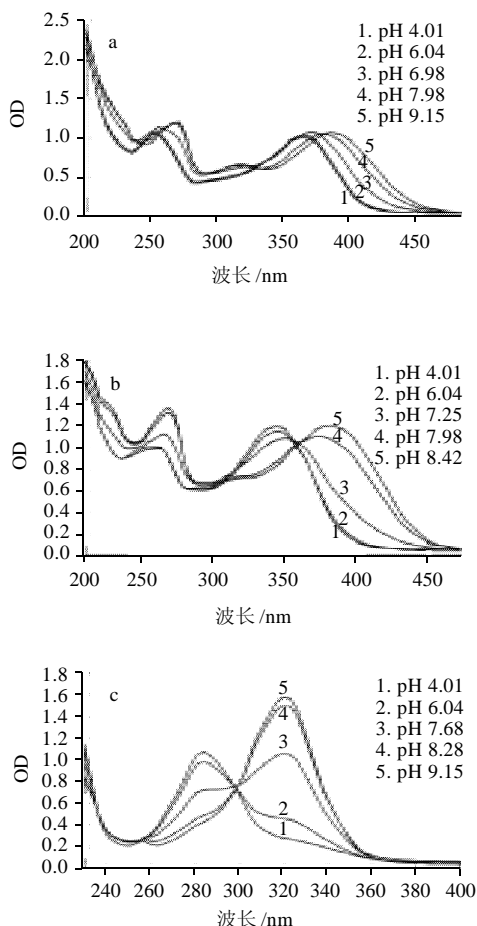 a
OD
2.5
2.0
1.5
1.0
0.5
0.0
1. pH 4.01
2. pH 6.04
3. pH 6.98
4. pH 7.98
5. pH 9.15
5
4
3
2
1
200 250 300 350 400 450
波长 /nm
b
OD
1.8
1.6
1.4
1.2
1.0
0.8
0.6
0.4
0.2
0.0
1. pH 4.01
2. pH 6.04
3. pH 7.25
4. pH 7.98
5. pH 8.42
5
4
3
2
1
200 250 300 350 400 450
波长 /nm
c
OD
1.8
1.6
1.4
1.2
1.0
0.8
0.6
0.4
0.2
0.0
1. pH 4.01
2. pH 6.04
3. pH 7.68
4. pH 8.28
5. pH 9.15
5
4
3
2
1
240 260 280 300 320 340 360 380 400
波长 /nm